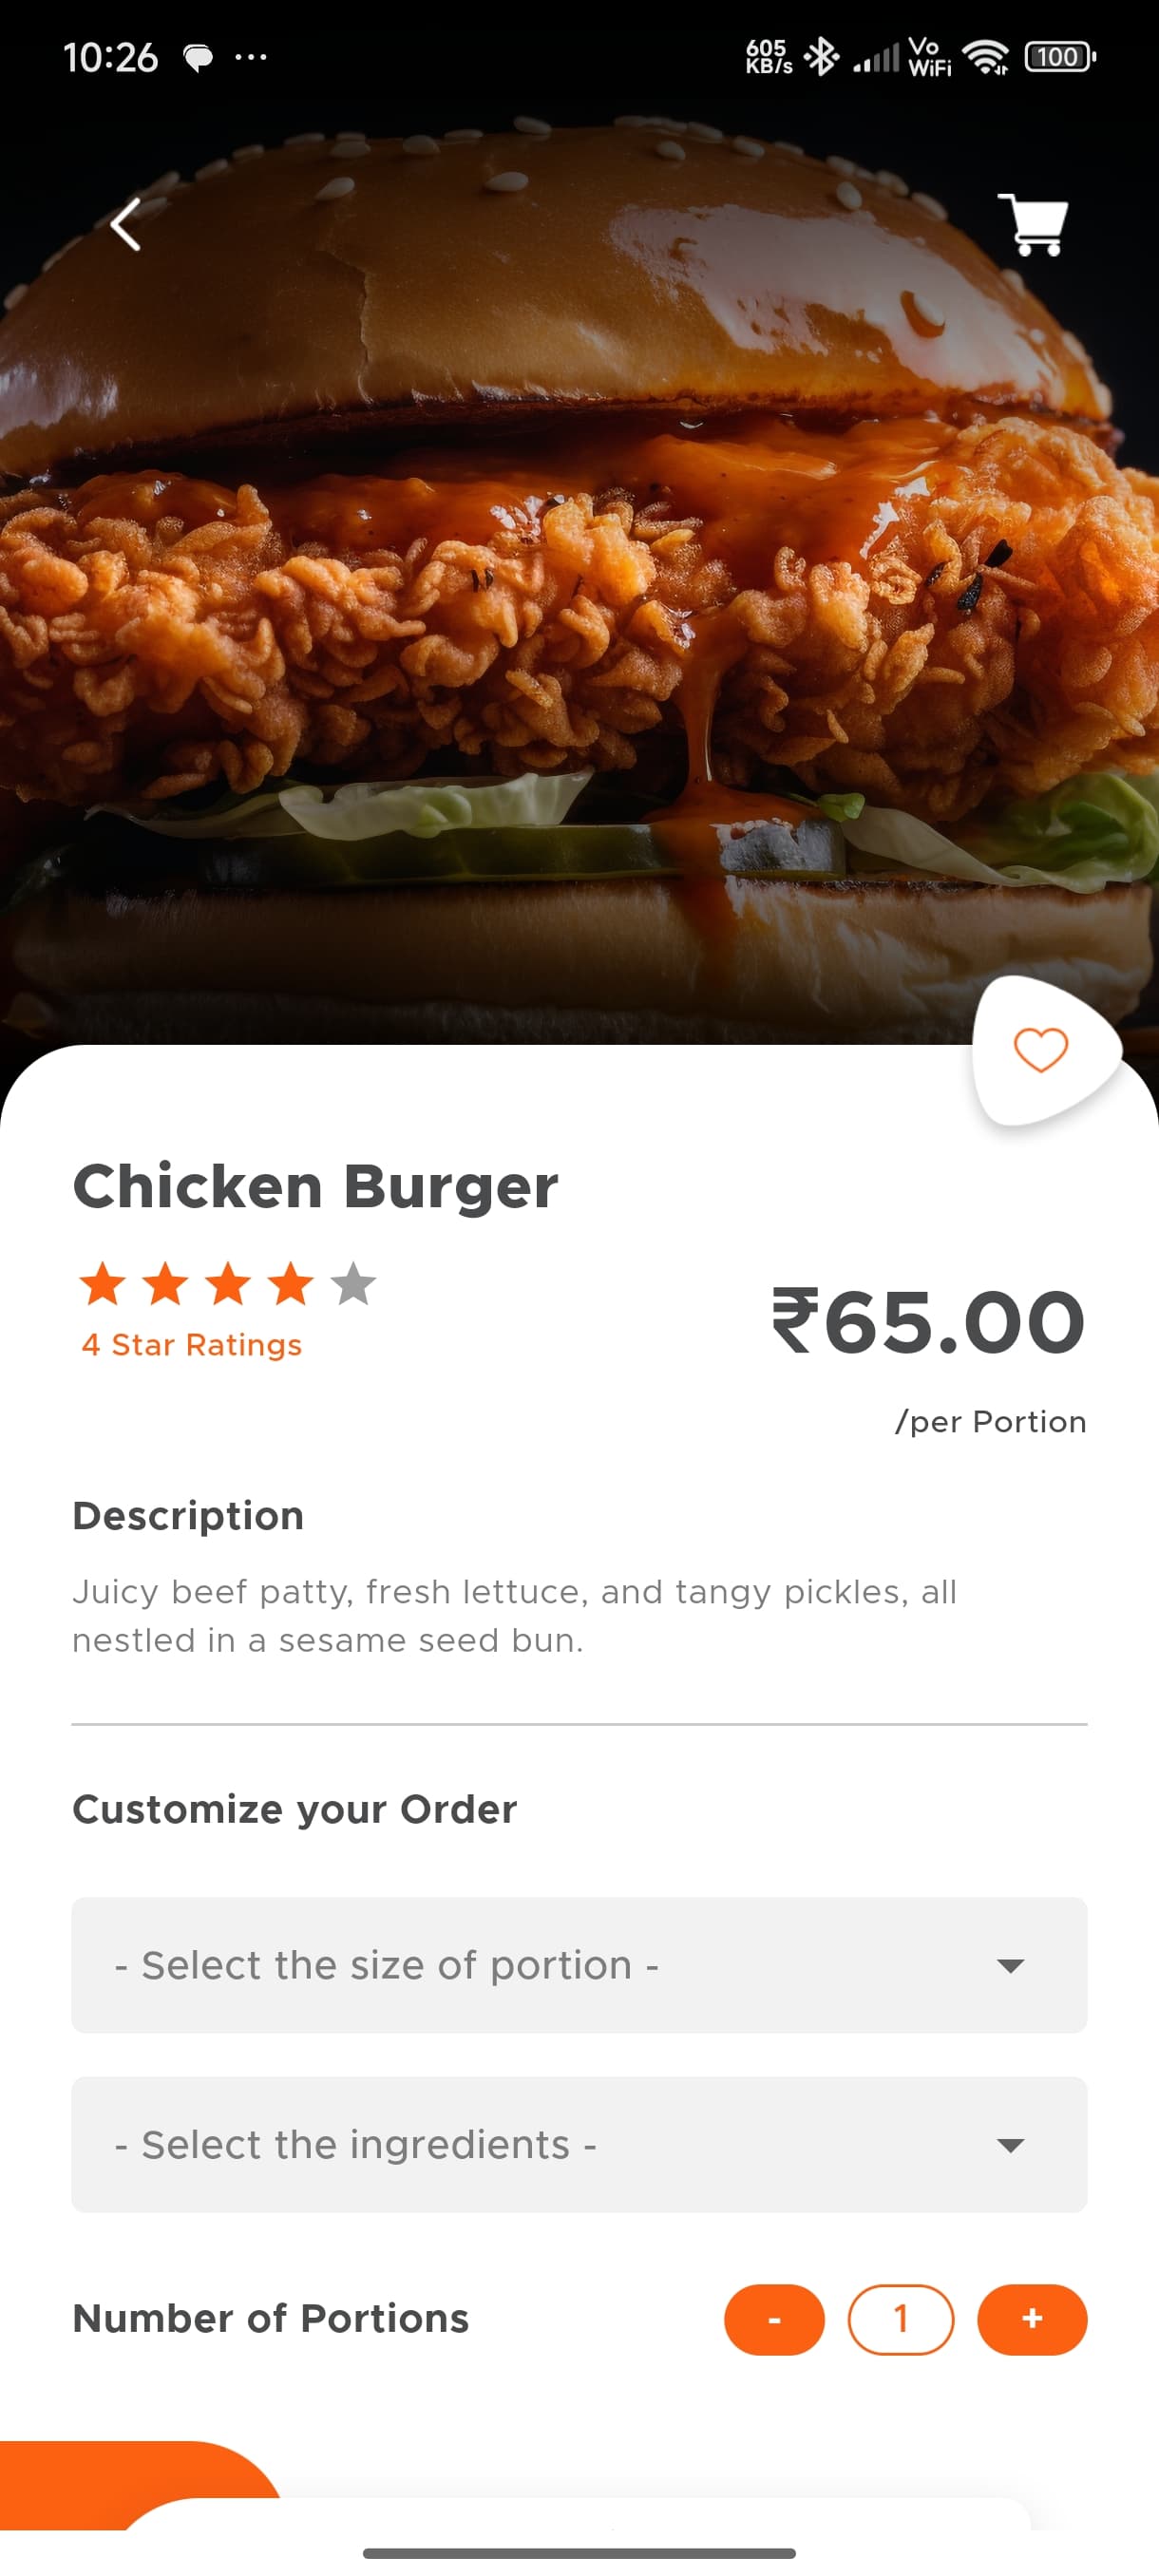 10:26
605 KB/s
Vo WiFi
100
Chicken Burger
4 Star Ratings
₹65.00
/per Portion
Description
Juicy beef patty, fresh lettuce, and tangy pickles, all
nestled in a sesame seed bun.
Customize your Order
- Select the size of portion -
- Select the ingredients -
Number of Portions
-
1
+